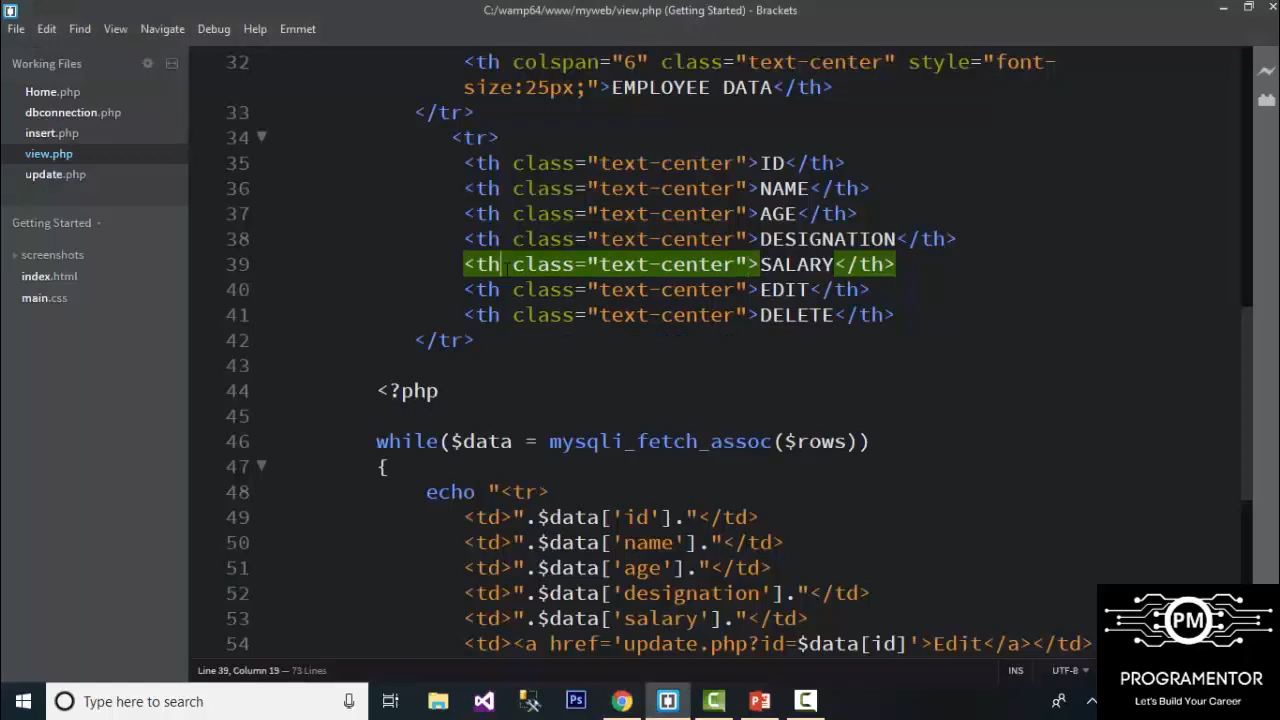 C:/wamp64/www/myweb/view.php (Getting Started) - Brackets
File Edit Find View Navigate Debug Help Emmet
Working Files
Home.php
dbconnection.php
insert.php
view.php
update.php
Getting Started
screenshots
index.html
main.css
32 <th colspan="6" class="text-center" style="font-
size:25px;">EMPLOYEE DATA</th>
33 </tr>
34 <tr>
35 <th class="text-center">ID</th>
36 <th class="text-center">NAME</th>
37 <th class="text-center">AGE</th>
38 <th class="text-center">DESIGNATION</th>
39 <th class="text-center">SALARY</th>
40 <th class="text-center">EDIT</th>
41 <th class="text-center">DELETE</th>
42 </tr>
43
44 <?php
45
46 while($data = mysqli_fetch_assoc($rows))
47 {
48 echo "<tr>
49 <td>".$data['id']."</td>
50 <td>".$data['name']."</td>
51 <td>".$data['age']."</td>
52 <td>".$data['designation']."</td>
53 <td>".$data['salary']."</td>
54 <td><a href='update.php?id=$data[id]'>Edit</a></td>
Line 39, Column 19 — 73 Lines
INS UTF-8
PM
PROGRAMENTOR
Let's Build Your Career
Type here to search
Ps